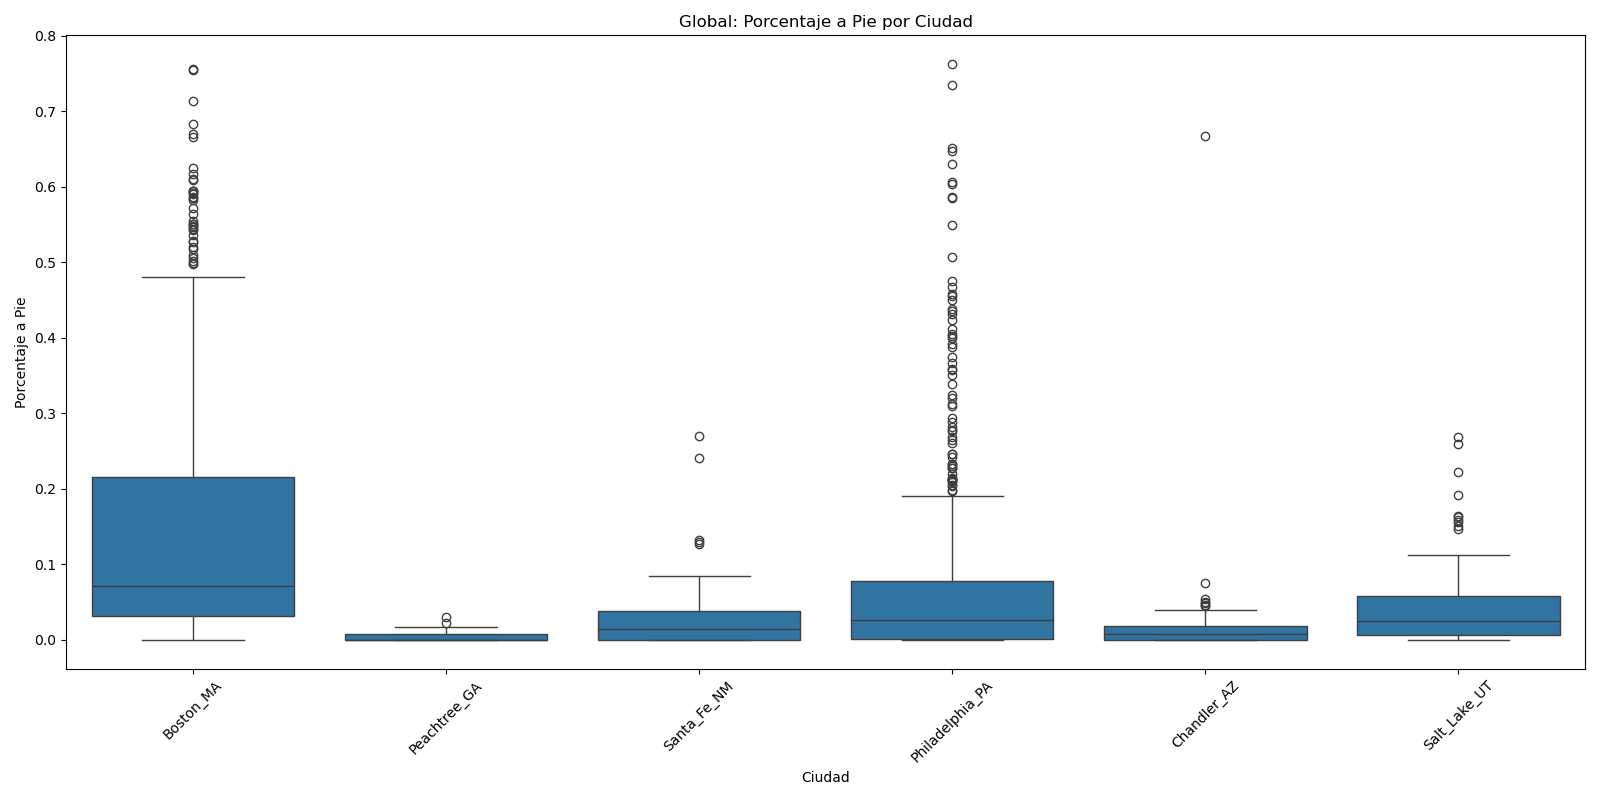 Global: Porcentaje a Pie por Ciudad
Porcentaje a Pie
0.8
0.7
0.6
0.5
0.4
0.3
0.2
0.1
0.0
Boston_MA
Peachtree_GA
Santa_Fe_NM
Philadelphia_PA
Chandler_AZ
Salt_Lake_UT
Ciudad